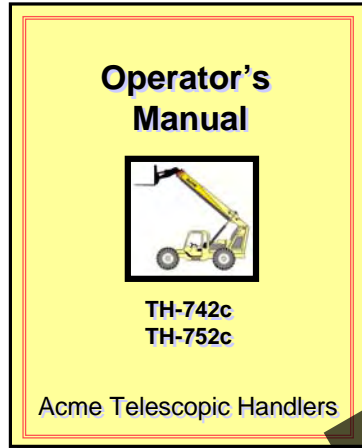 Operator's
Manual
TH-742c
TH-752c
Acme Telescopic Handlers